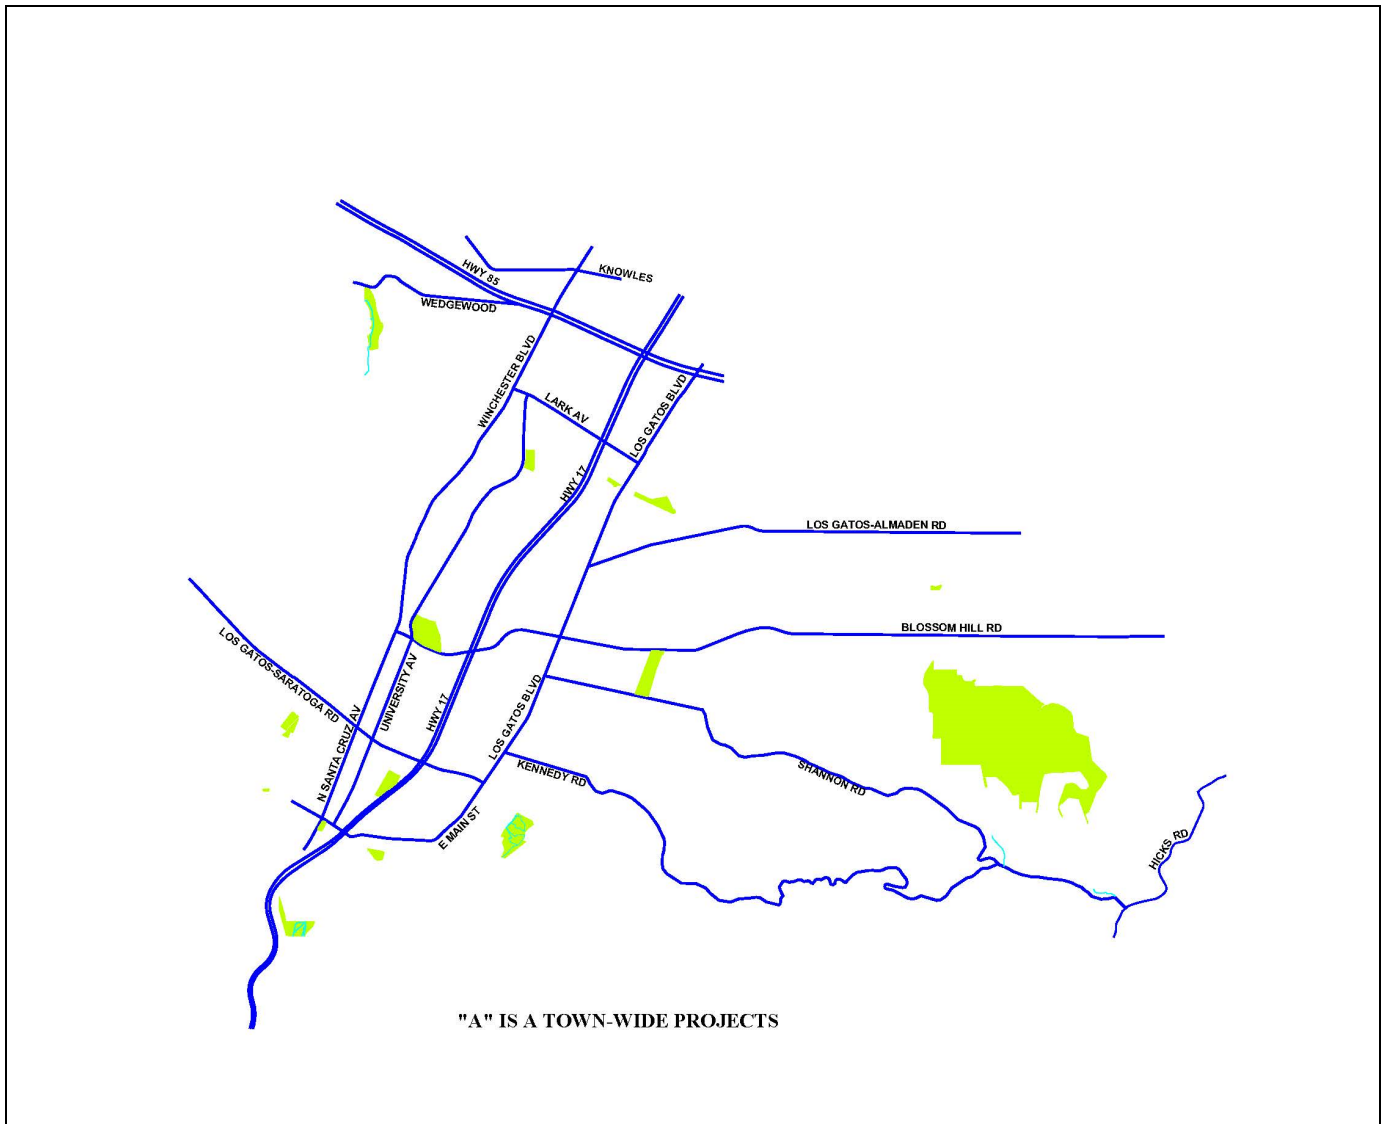 HWY 85
KNOWLES
WEDGEWOOD
WINCHESTER BLVD
LARK AV
LOS GATOS BLVD
HWY 17
LOS GATOS-ALMADEN RD
BLOSSOM HILL RD
LOS GATOS-SARATOGA RD
UNIVERSITY AV
HWY 17
LOS GATOS BLVD
N SANTA CRUZ AV
KENNEDY RD
SHANNON RD
E MAIN ST
HICKS RD
"A" IS A TOWN-WIDE PROJECTS